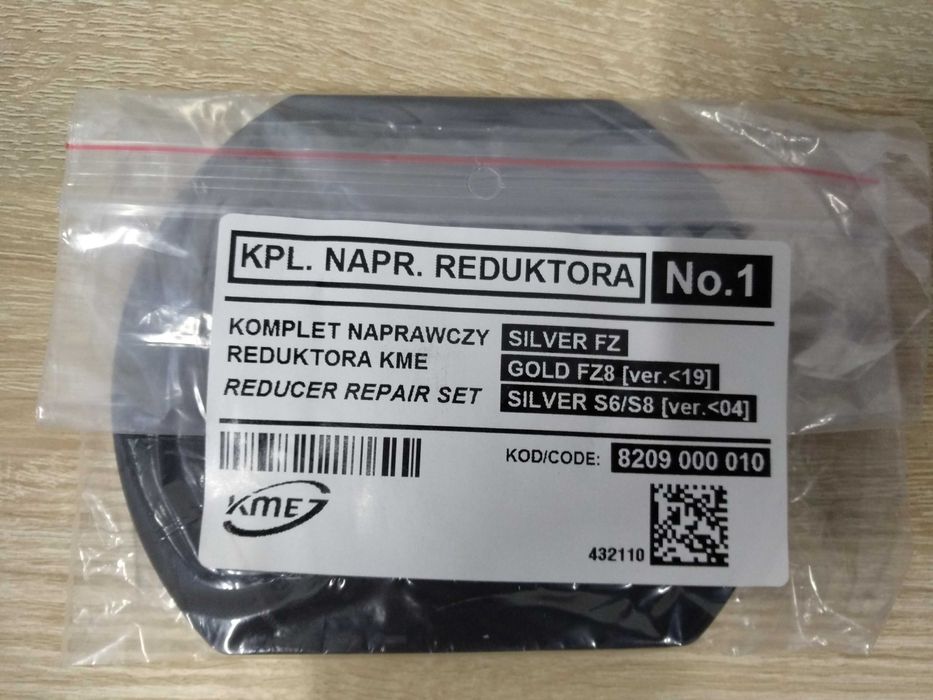 KPL. NAPR. REDUKTORA No.1
KOMPLET NAPRAWCZY
REDUKTORA KME
REDUCER REPAIR SET
SILVER FZ
GOLD FZ8 [ver.<19]
SILVER S6/S8 [ver.<04]
KOD/CODE: 8209 000 010
KME
432110